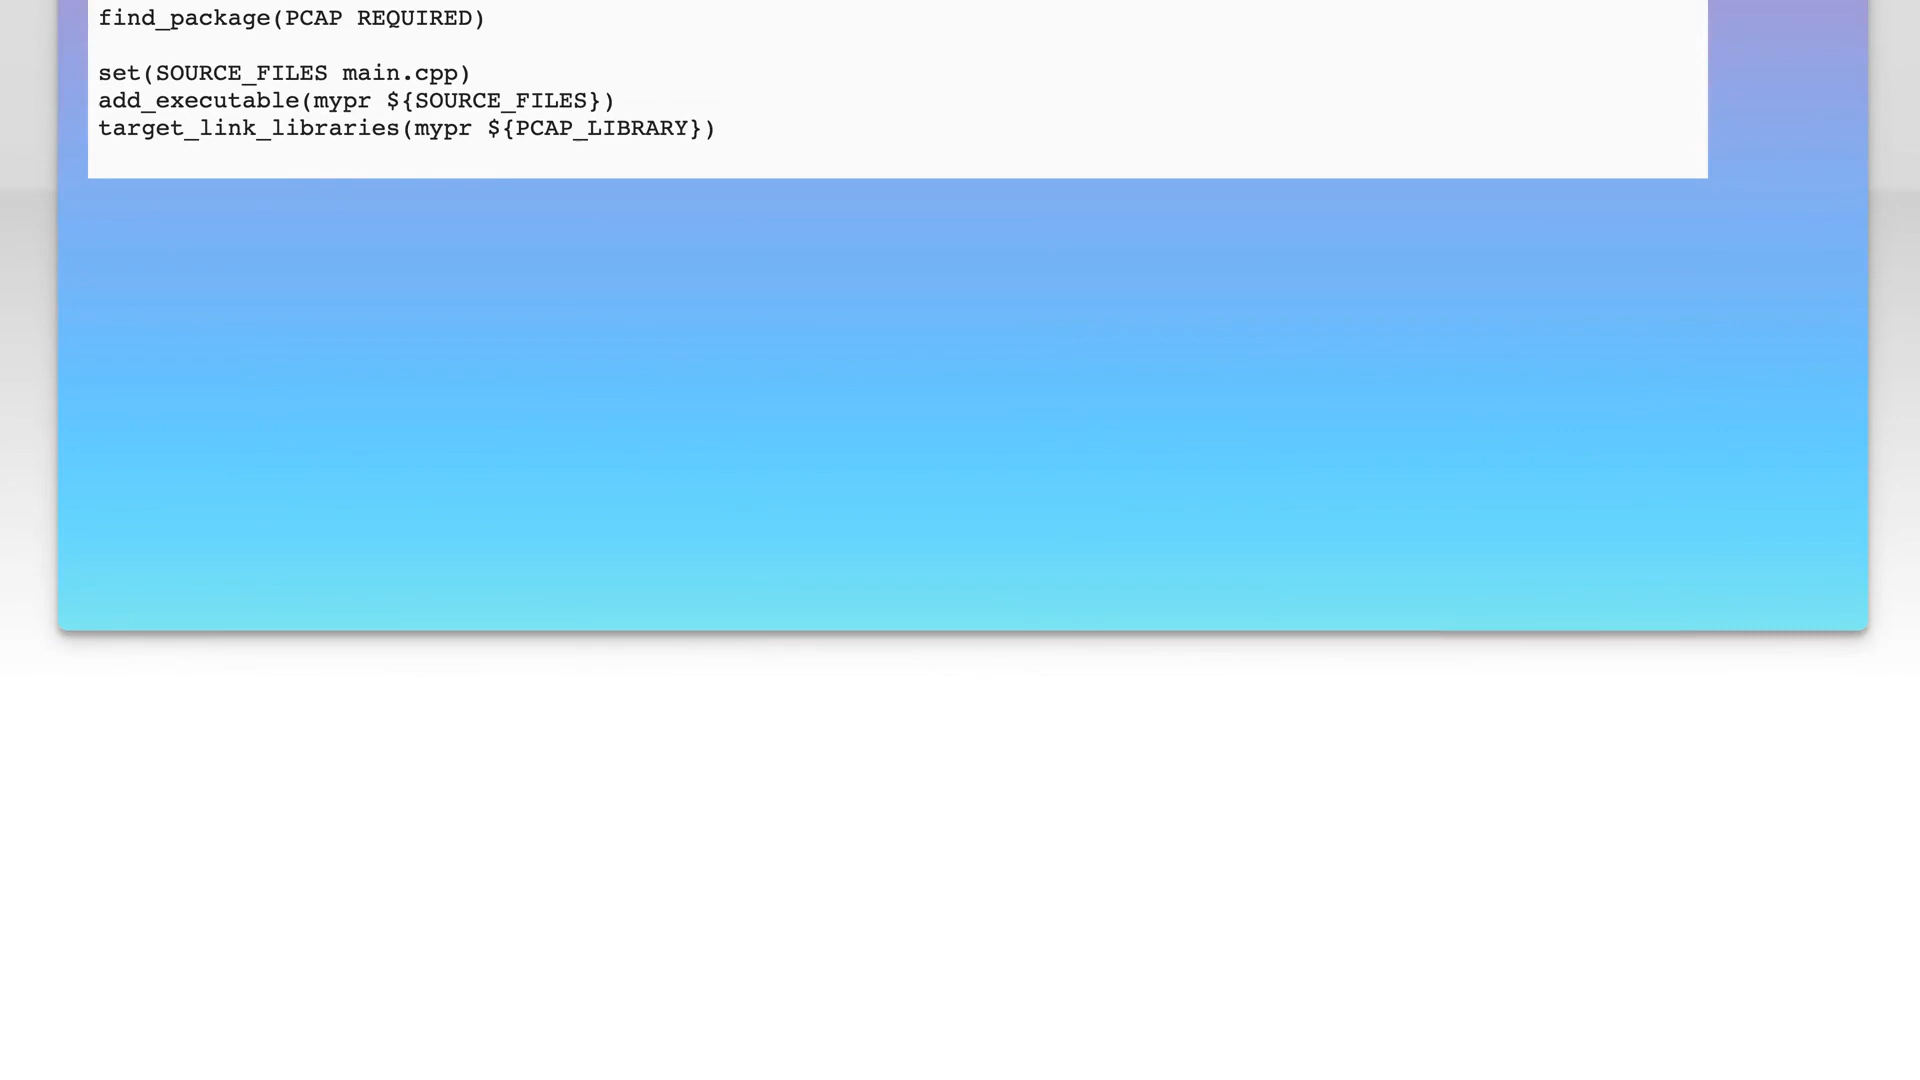 find_package(PCAP REQUIRED)
set(SOURCE_FILES main.cpp)
add_executable(mypr ${SOURCE_FILES})
target_link_libraries(mypr ${PCAP_LIBRARY})